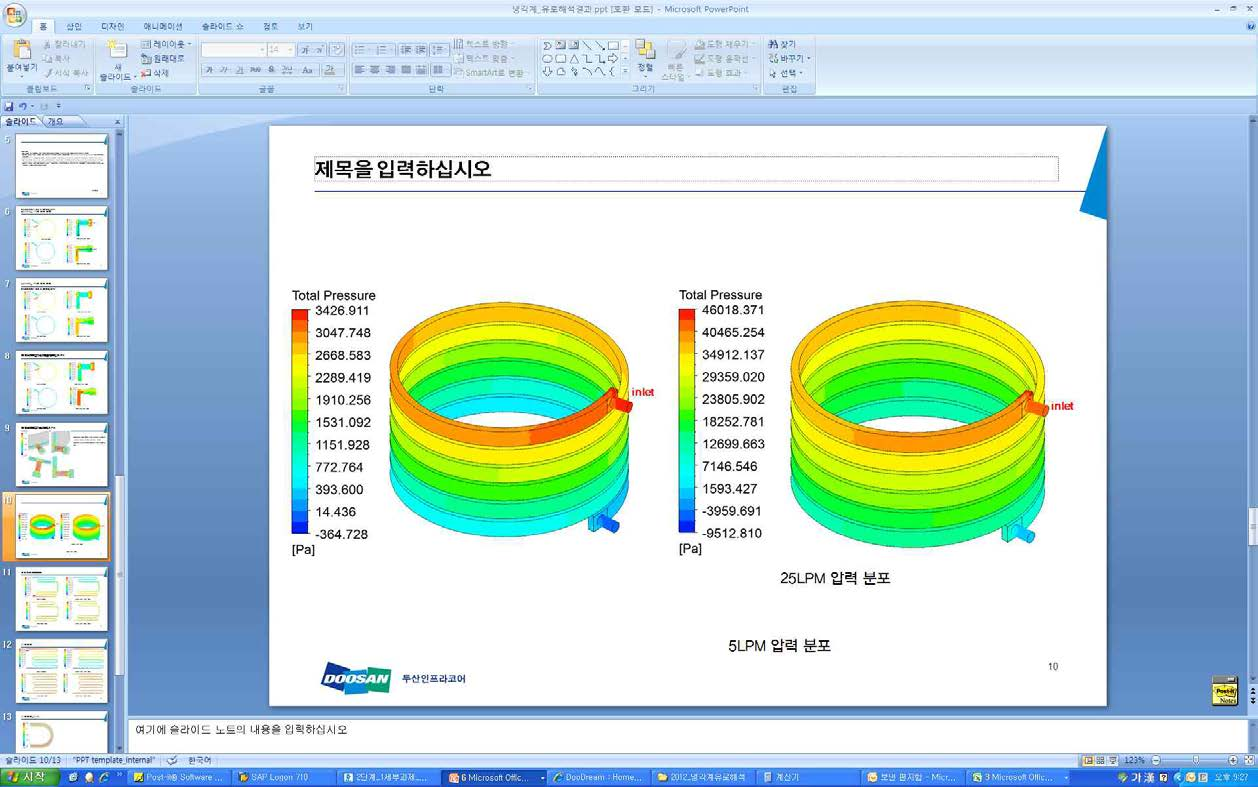 냉각계_유로해석결과.ppt [호환 모드] - Microsoft PowerPoint
홈 삽입 디자인 애니메이션 슬라이드 쇼 검토 보기
붙여넣기 잘라내기 복사 서식 복사
새 슬라이드 레이아웃 원래대로 삭제
14
텍스트 방향 텍스트 맞춤 SmartArt로 변환
정렬 빠른 스타일 도형 채우기 도형 윤곽선 도형 효과
찾기 바꾸기 선택
클립보드 슬라이드 글꼴 단락 그리기 편집
슬라이드 개요
5
6
7
8
9
10
11
12
13
제목을 입력하십시오
Total Pressure
3426.911
3047.748
2668.583
2289.419
1910.256
1531.092
1151.928
772.764
393.600
14.436
-364.728
[Pa]
inlet
Total Pressure
46018.371
40465.254
34912.137
29359.020
23805.902
18252.781
12699.663
7146.546
1593.427
-3959.691
-9512.810
[Pa]
inlet
25LPM 압력 분포
5LPM 압력 분포
DOOSAN 두산인프라코어
10
Post-it Notes
여기에 슬라이드 노트의 내용을 입력하십시오
슬라이드 10/13 "PPT template_internal" 한국어 123%
시작 Post-it® Software ... SAP Logon 710 2단계_1세부과제_... 6 Microsoft Offic... DooDream : Home... 2012_냉각계유로해석 계산기 보낸 편지함 - Micr... 3 Microsoft Offic... 가 漢 오후 9:27